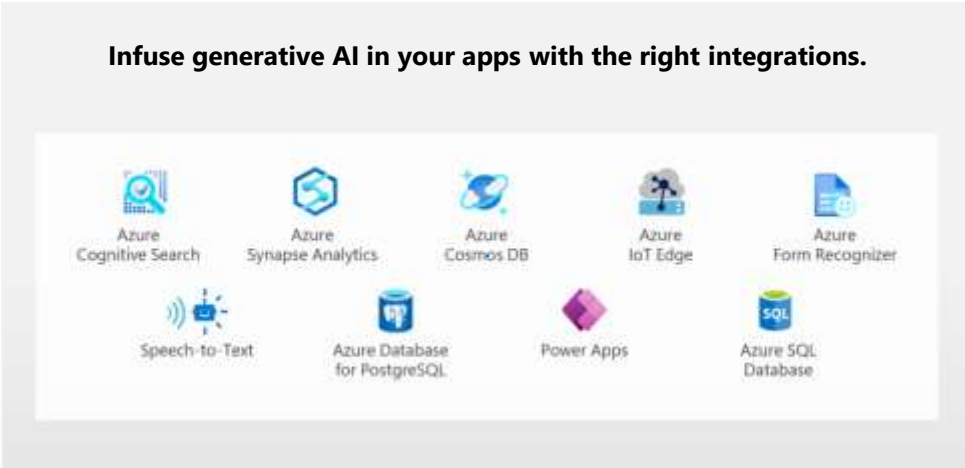 Infuse generative AI in your apps with the right integrations.
Azure
Cognitive Search
Azure
Synapse Analytics
Azure
Cosmos DB
Azure
IoT Edge
Azure
Form Recognizer
Speech-to-Text
Azure Database
for PostgreSQL
Power Apps
SQL
Azure SQL
Database